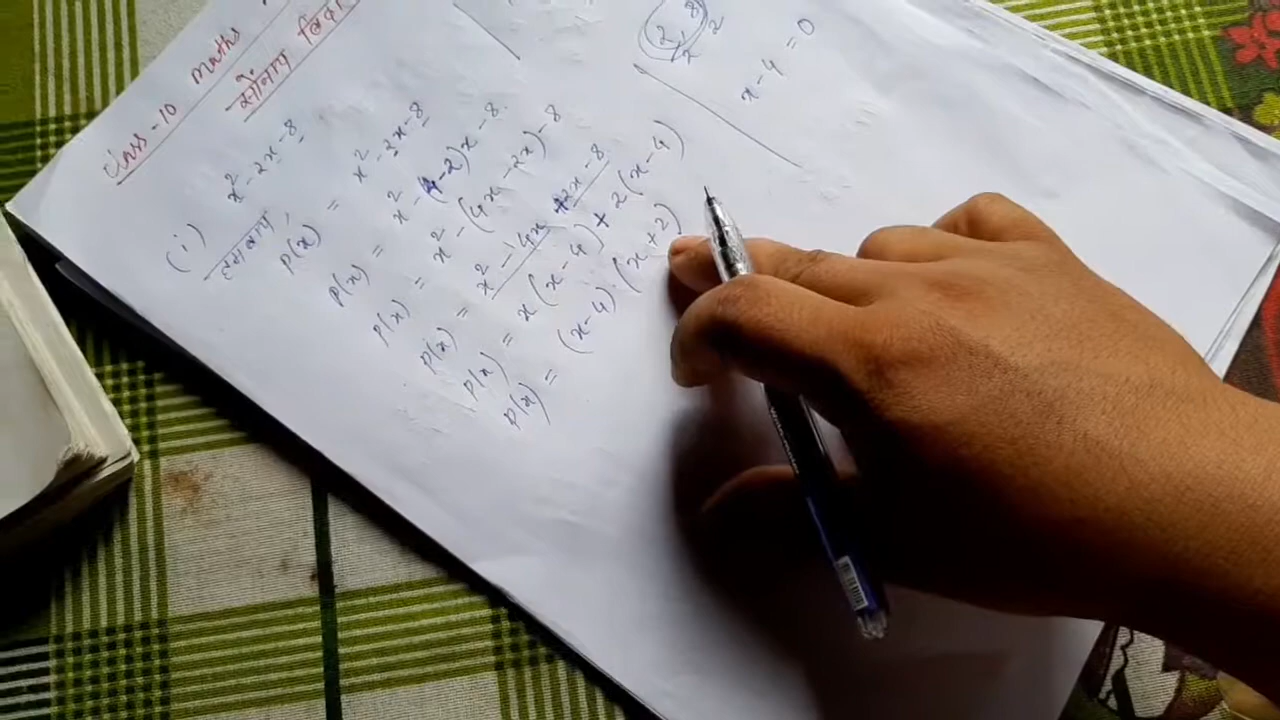 Class - 10 Maths
(i) x² - 2x - 8
P(x) = x² - 2x - 8
P(x) = x² - (4-2)x - 8
P(x) = x² - (4x - 2x) - 8
P(x) = x² - 4x + 2x - 8
P(x) = x(x-4) + 2(x-4)
P(x) = (x-4) · (x+2)
x - 4 = 0